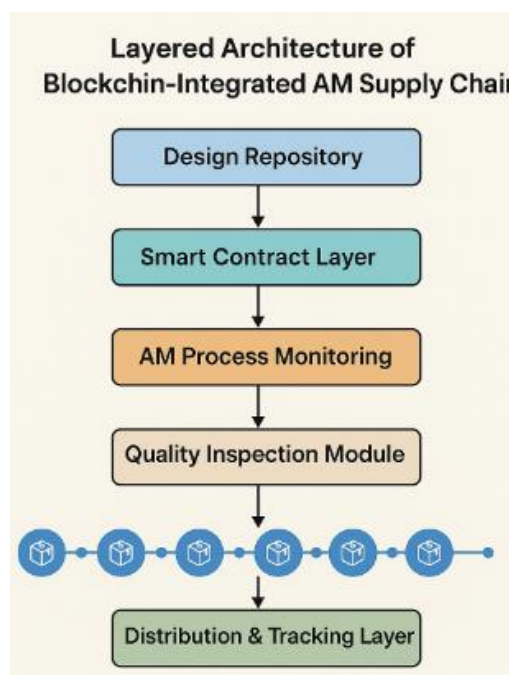 Layered Architecture of
Blockchin-Integrated AM Supply Chair
Design Repository
Smart Contract Layer
AM Process Monitoring
Quality Inspection Module
Distribution & Tracking Layer